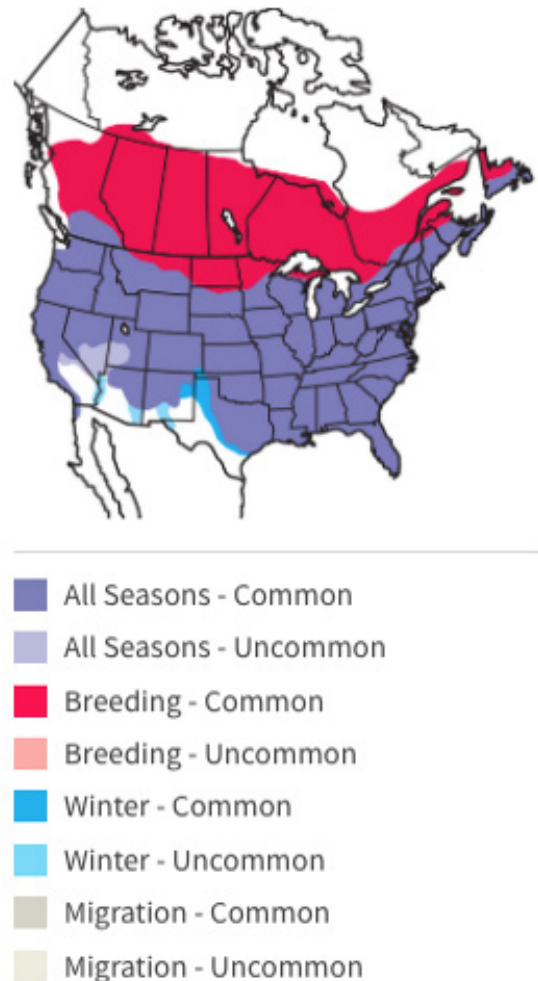 All Seasons - Common
All Seasons - Uncommon
Breeding - Common
Breeding - Uncommon
Winter - Common
Winter - Uncommon
Migration - Common
Migration - Uncommon